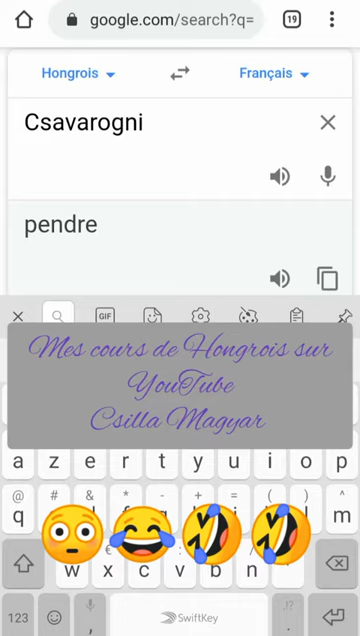 google.com/search?q=
19
Hongrois
Français
Csavarogni
pendre
GIF
Mes cours de Hongrois sur
YouTube
Csilla Magyar
a z e r t y u i o p
@ # & * - + = ( ) ^
q m
€
w x c v b n
123 , SwiftKey .!?